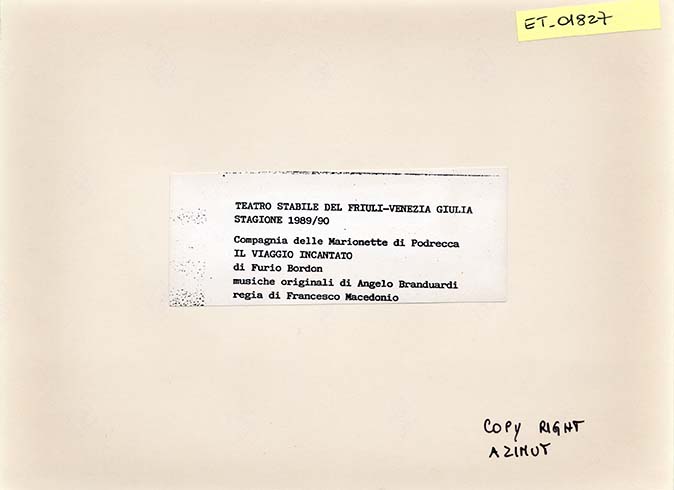 ET_01827
TEATRO STABILE DEL FRIULI-VENEZIA GIULIA
STAGIONE 1989/90
Compagnia delle Marionette di Podrecca
IL VIAGGIO INCANTATO
di Furio Bordon
musiche originali di Angelo Branduardi
regia di Francesco Macedonio
COPY RIGHT
AZIMUT